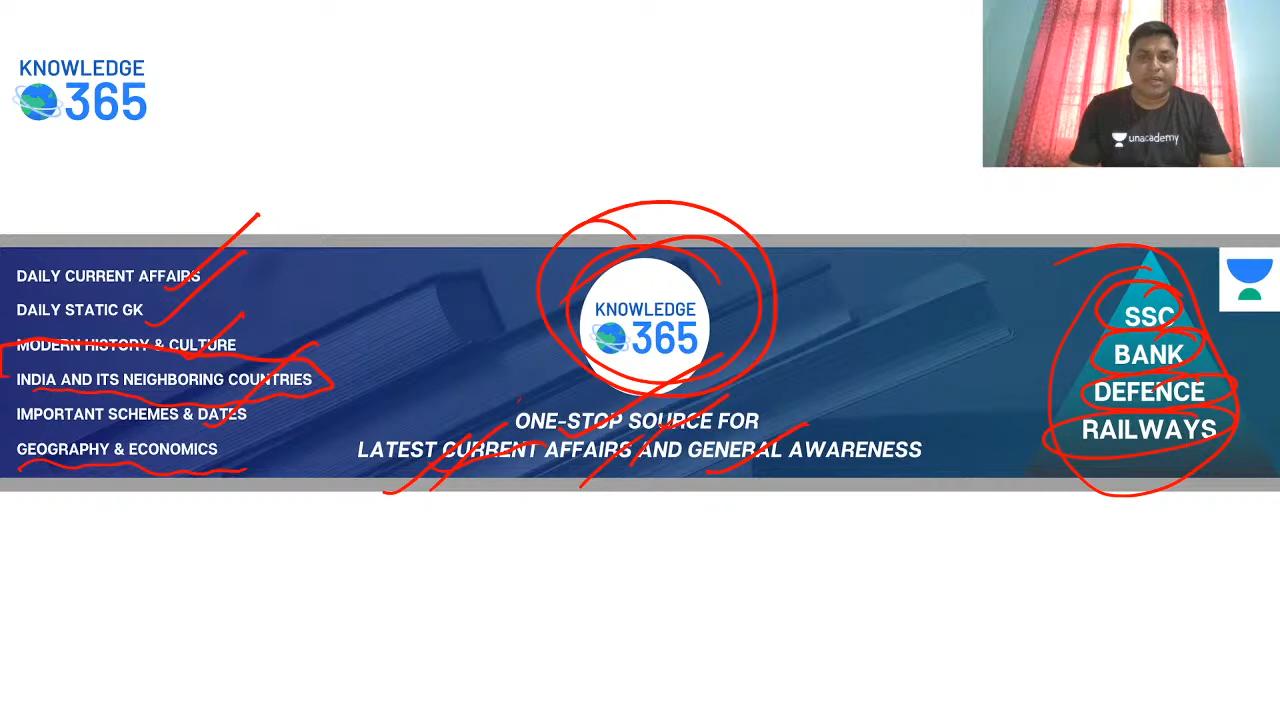 KNOWLEDGE
365
unacademy
DAILY CURRENT AFFAIRS
DAILY STATIC GK
MODERN HISTORY & CULTURE
INDIA AND ITS NEIGHBORING COUNTRIES
IMPORTANT SCHEMES & DATES
GEOGRAPHY & ECONOMICS
KNOWLEDGE
365
ONE-STOP SOURCE FOR
LATEST CURRENT AFFAIRS AND GENERAL AWARENESS
SSC
BANK
DEFENCE
RAILWAYS